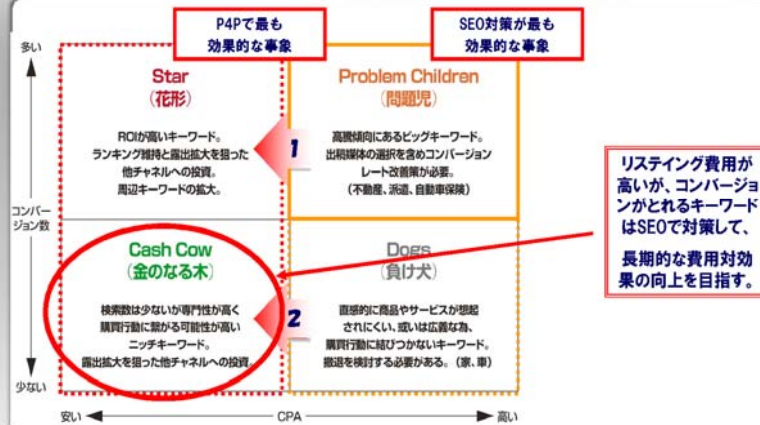 P4Pで最も
効果的な事象
SEO対策が最も
効果的な事象
多い
コンバー
ジョン数
少ない
Star
(花形)
ROIが高いキーワード。
ランキング維持と露出拡大を狙った
他チャネルへの投資。
周辺キーワードの拡大。
1
Problem Children
(問題児)
高騰傾向にあるビッグキーワード。
出稿媒体の選択を含めコンバージョン
レート改善策が必要。
(不動産、派遣、自動車保険)
Cash Cow
(金のなる木)
検索数は少ないが専門性が高く
購買行動に繋がる可能性が高い
ニッチキーワード。
露出拡大を狙った他チャネルへの投資。
2
Dogs
(負け犬)
直感的に商品やサービスが想起
されにくい、或いは広義な為、
購買行動に結びつかないキーワード。
撤退を検討する必要がある。(家、車)
安い
CPA
高い
リステイング費用が
高いが、コンバージョ
ンがとれるキーワード
はSEOで対策して、
長期的な費用対効
果の向上を目指す。